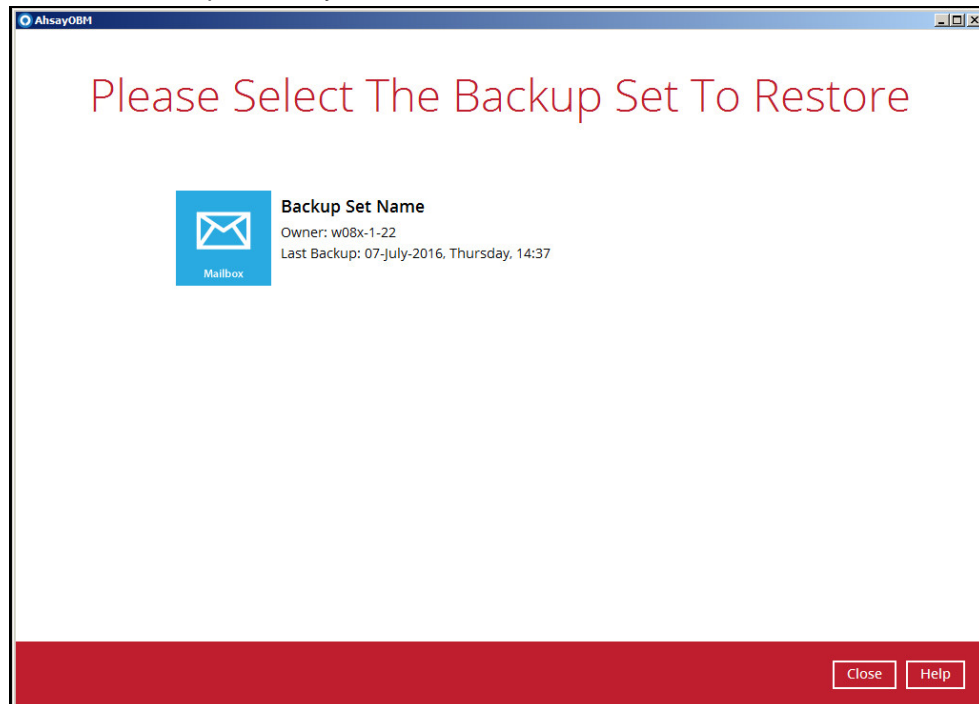 AhsayOBM
Please Select The Backup Set To Restore
Backup Set Name
Owner: w08x-1-22
Last Backup: 07-July-2016, Thursday, 14:37
Mailbox
Close Help